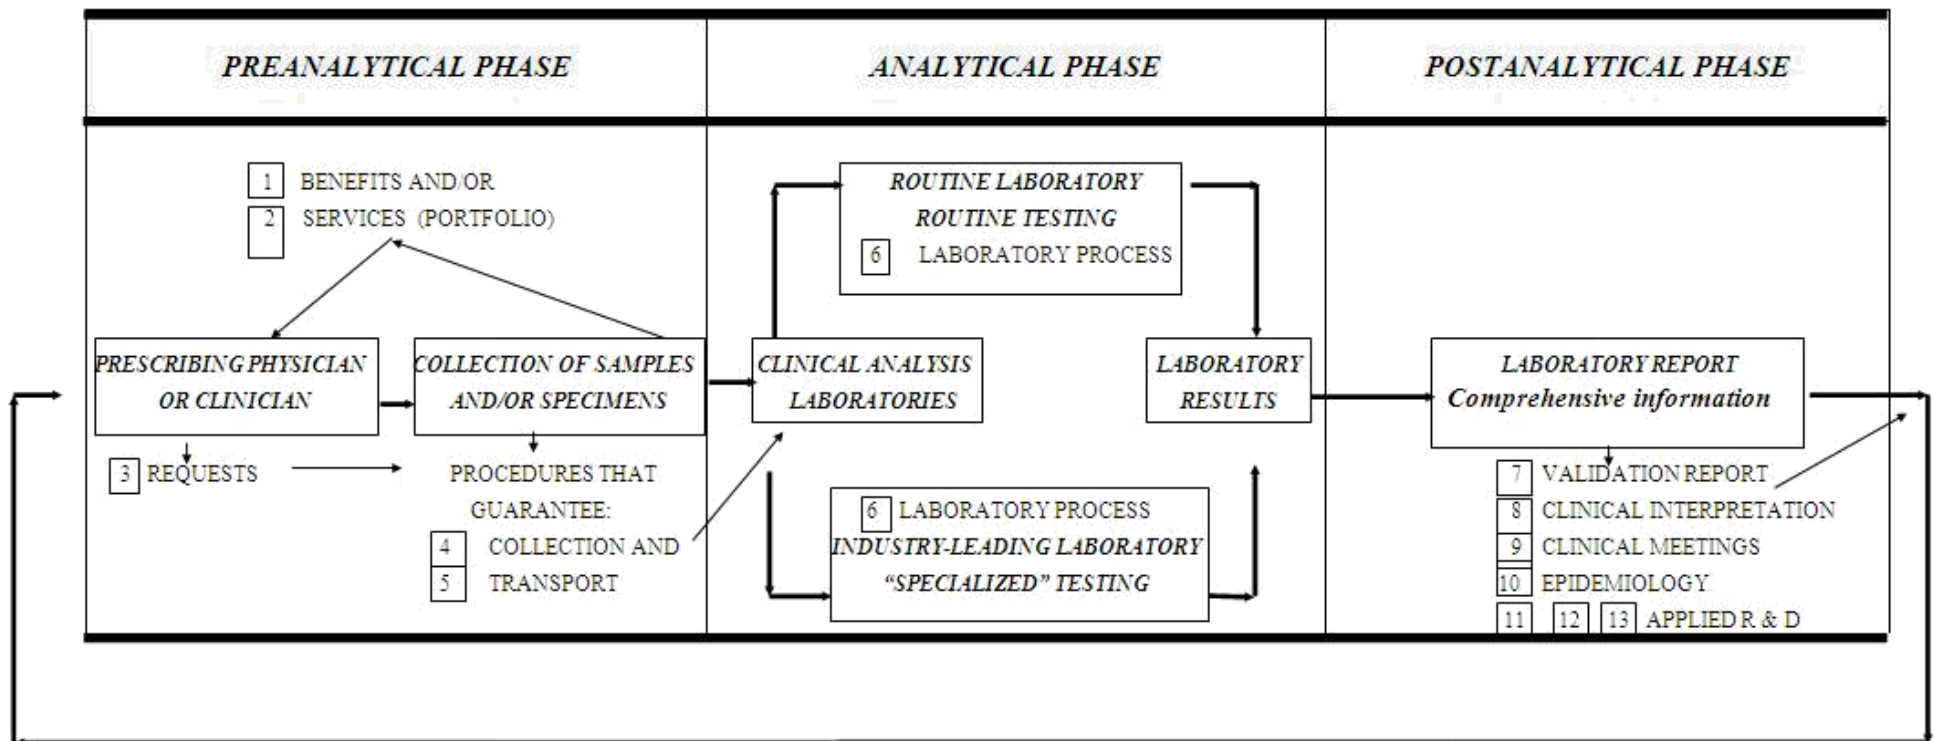 PREANALYTICAL PHASE
ANALYTICAL PHASE
POSTANALYTICAL PHASE
1 BENEFITS AND/OR
2 SERVICES (PORTFOLIO)
PRESCRIBING PHYSICIAN
OR CLINICIAN
3 REQUESTS
COLLECTION OF SAMPLES
AND/OR SPECIMENS
PROCEDURES THAT
GUARANTEE:
4 COLLECTION AND
5 TRANSPORT
ROUTINE LABORATORY
ROUTINE TESTING
6 LABORATORY PROCESS
CLINICAL ANALYSIS
LABORATORIES
LABORATORY
RESULTS
6 LABORATORY PROCESS
INDUSTRY-LEADING LABORATORY
“SPECIALIZED” TESTING
LABORATORY REPORT
Comprehensive information
7 VALIDATION REPORT
8 CLINICAL INTERPRETATION
9 CLINICAL MEETINGS
10 EPIDEMIOLOGY
11 12 13 APPLIED R & D